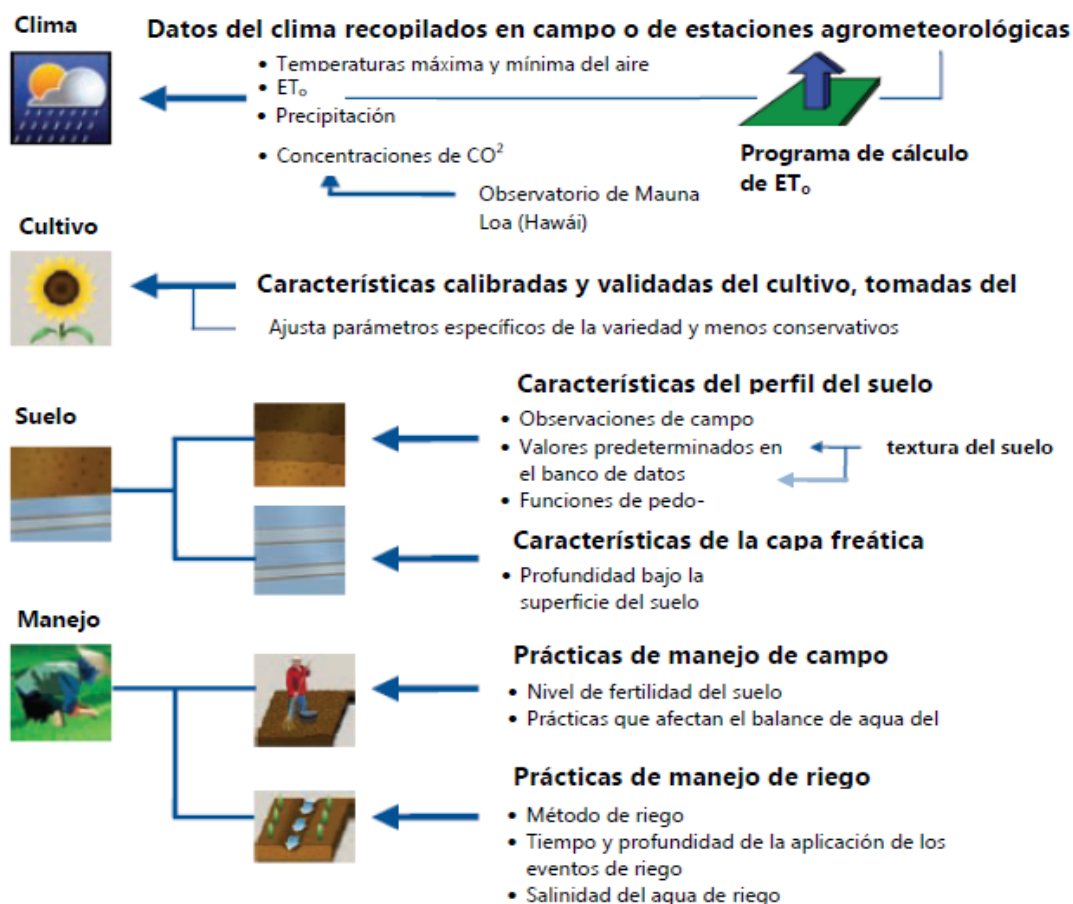 Clima
Datos del clima recopilados en campo o de estaciones agrometeorológicas
• Temperaturas máxima y mínima del aire
• ETₒ
• Precipitación
• Concentraciones de CO²
Programa de cálculo
de ETₒ
Observatorio de Mauna
Loa (Hawái)
Cultivo
Características calibradas y validadas del cultivo, tomadas del
Ajusta parámetros específicos de la variedad y menos conservativos
Suelo
Características del perfil del suelo
• Observaciones de campo
• Valores predeterminados en
el banco de datos
textura del suelo
• Funciones de pedo-
Características de la capa freática
• Profundidad bajo la
superficie del suelo
Manejo
Prácticas de manejo de campo
• Nivel de fertilidad del suelo
• Prácticas que afectan el balance de agua del
Prácticas de manejo de riego
• Método de riego
• Tiempo y profundidad de la aplicación de los
eventos de riego
• Salinidad del agua de riego